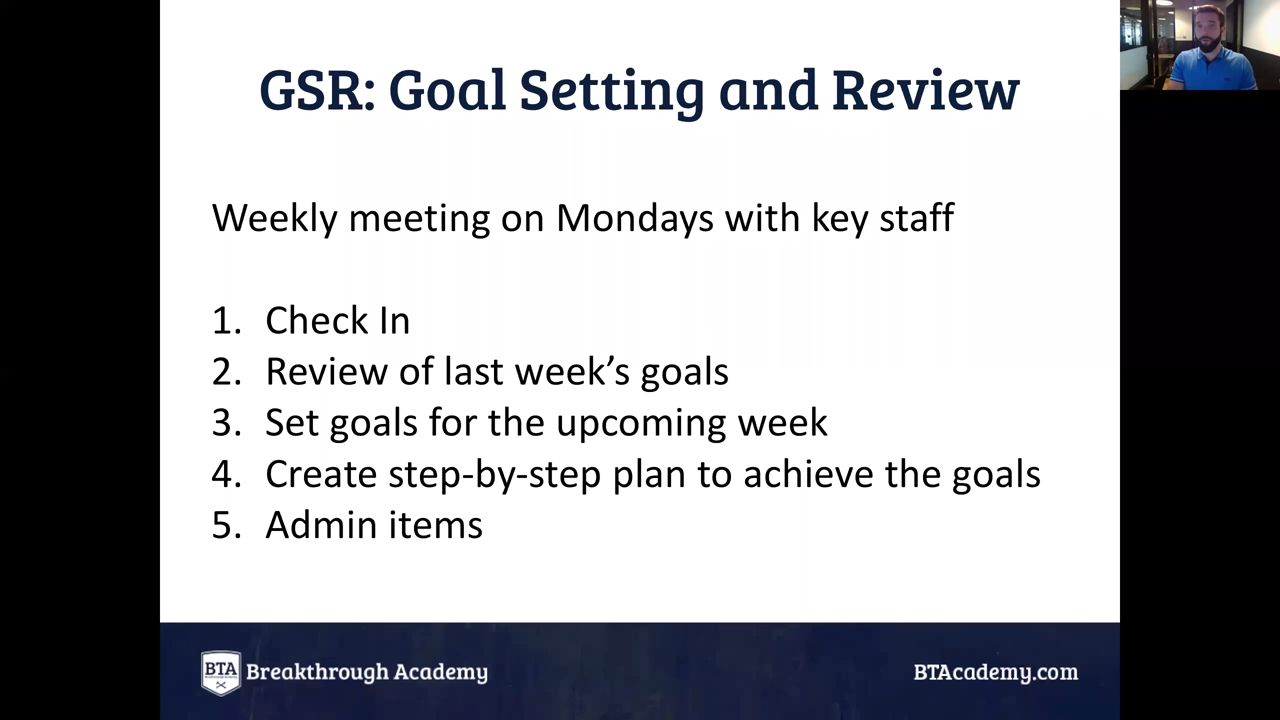 GSR: Goal Setting and Review
Weekly meeting on Mondays with key staff
1. Check In
2. Review of last week’s goals
3. Set goals for the upcoming week
4. Create step-by-step plan to achieve the goals
5. Admin items
BTA
Breakthrough Academy
BTAcademy.com